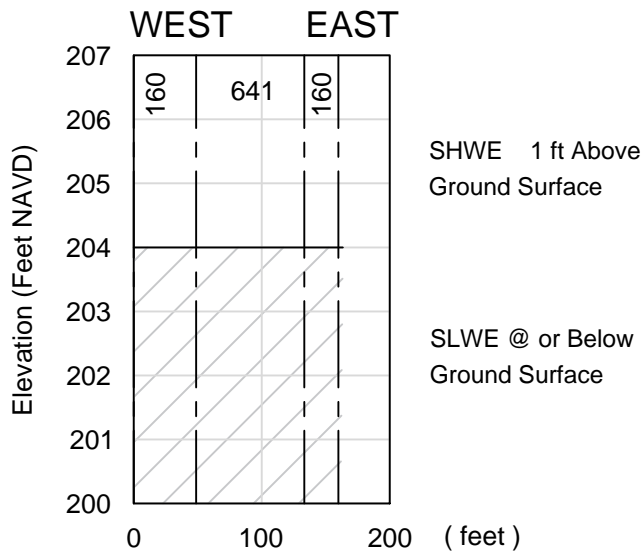 WEST EAST
207
206
205
204
203
202
201
200
Elevation (Feet NAVD)
160 641 160
SHWE 1 ft Above
Ground Surface
SLWE @ or Below
Ground Surface
0 100 200 ( feet )